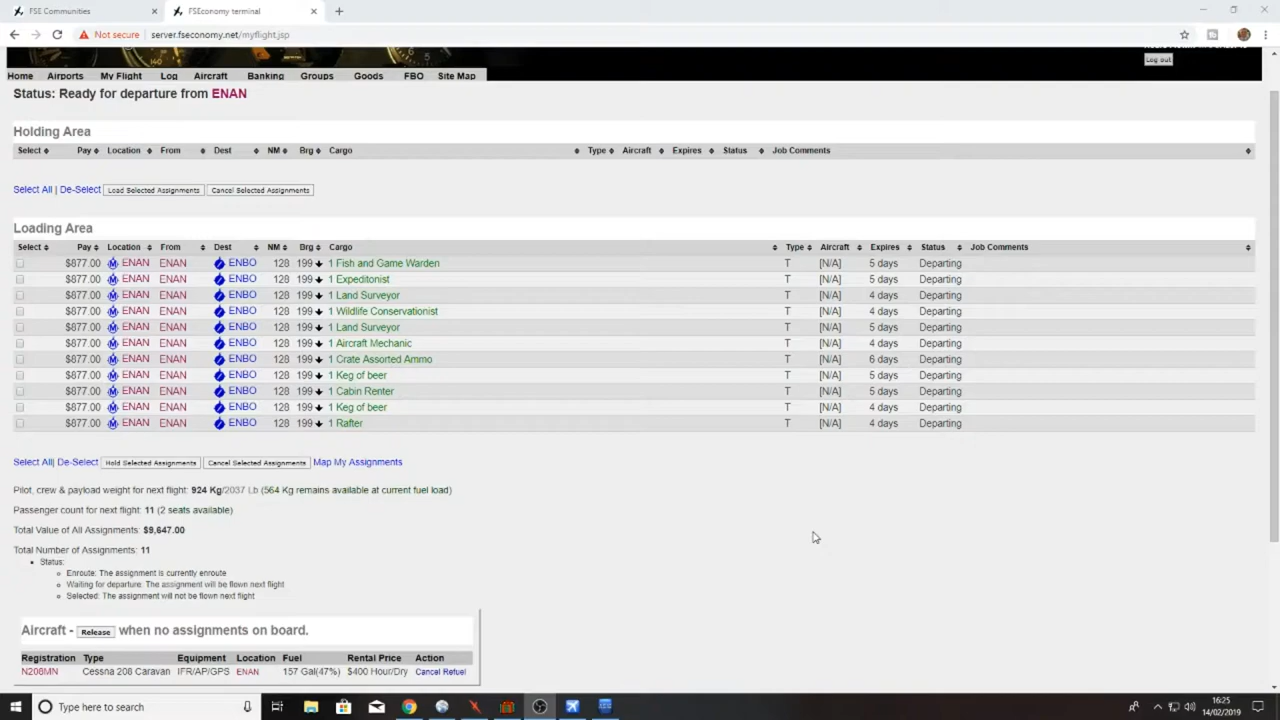 FSE Communities
FSEconomy terminal
Not secure
server.fseconomy.net/myflight.jsp
Log out
Home Airports My Flight Log Aircraft Banking Groups Goods FBO Site Map
Status: Ready for departure from ENAN
Holding Area
Select Pay Location From Dest NM Brg Cargo Type Aircraft Expires Status Job Comments
Select All | De-Select Load Selected Assignments Cancel Selected Assignments
Loading Area
Select Pay Location From Dest NM Brg Cargo Type Aircraft Expires Status Job Comments
$877.00 ENAN ENAN ENBO 128 199 1 Fish and Game Warden T [N/A] 5 days Departing
$877.00 ENAN ENAN ENBO 128 199 1 Expeditonist T [N/A] 5 days Departing
$877.00 ENAN ENAN ENBO 128 199 1 Land Surveyor T [N/A] 4 days Departing
$877.00 ENAN ENAN ENBO 128 199 1 Wildlife Conservationist T [N/A] 4 days Departing
$877.00 ENAN ENAN ENBO 128 199 1 Land Surveyor T [N/A] 5 days Departing
$877.00 ENAN ENAN ENBO 128 199 1 Aircraft Mechanic T [N/A] 4 days Departing
$877.00 ENAN ENAN ENBO 128 199 1 Crate Assorted Ammo T [N/A] 6 days Departing
$877.00 ENAN ENAN ENBO 128 199 1 Keg of beer T [N/A] 5 days Departing
$877.00 ENAN ENAN ENBO 128 199 1 Cabin Renter T [N/A] 5 days Departing
$877.00 ENAN ENAN ENBO 128 199 1 Keg of beer T [N/A] 4 days Departing
$877.00 ENAN ENAN ENBO 128 199 1 Rafter T [N/A] 4 days Departing
Select All| De-Select Hold Selected Assignments Cancel Selected Assignments Map My Assignments
Pilot, crew & payload weight for next flight: 924 Kg/2037 Lb (564 Kg remains available at current fuel load)
Passenger count for next flight: 11 (2 seats available)
Total Value of All Assignments: $9,647.00
Total Number of Assignments: 11
Status:
Enroute: The assignment is currently enroute
Waiting for departure: The assignment will be flown next flight
Selected: The assignment will not be flown next flight
Aircraft - Release when no assignments on board.
Registration Type Equipment Location Fuel Rental Price Action
N208MN Cessna 208 Caravan IFR/AP/GPS ENAN 157 Gal(47%) $400 Hour/Dry Cancel Refuel
Type here to search
16:25
14/02/2019